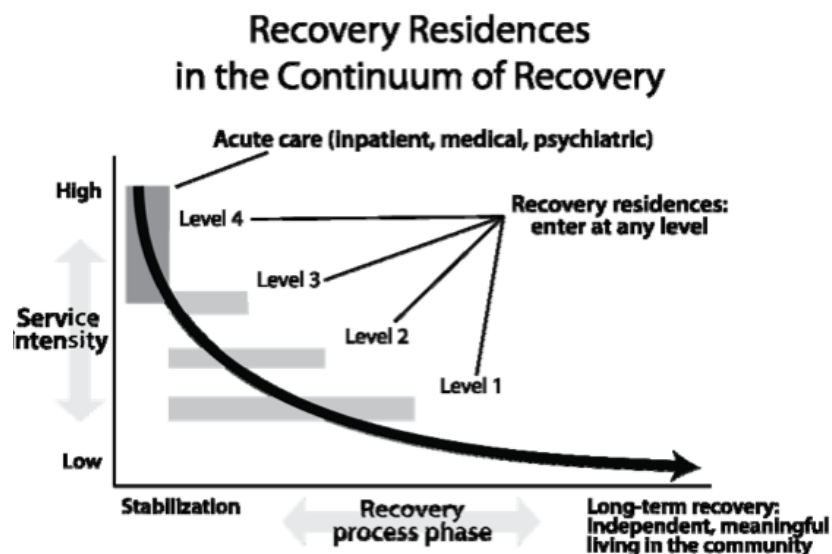 Recovery Residences
in the Continuum of Recovery
Acute care (inpatient, medical, psychiatric)
High
Level 4
Recovery residences:
enter at any level
Level 3
Service
intensity
Level 2
Level 1
Low
Stabilization
Recovery
process phase
Long-term recovery:
Independent, meaningful
living in the community